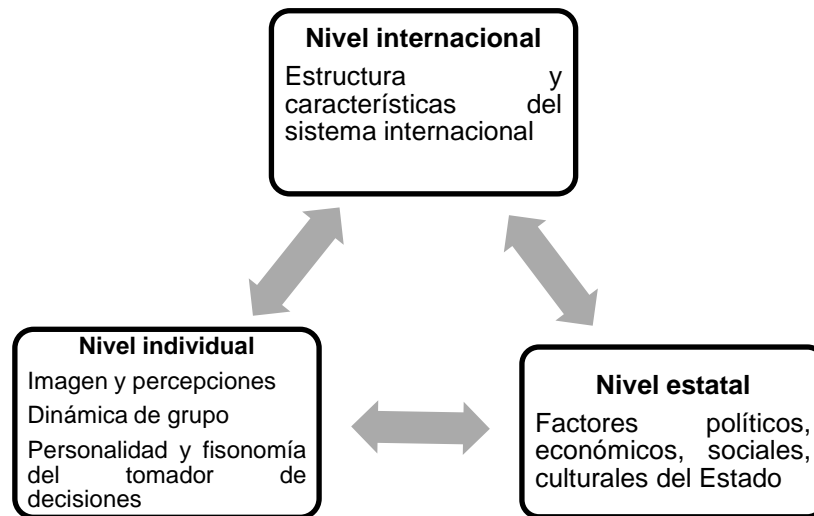 Nivel internacional
Estructura y
características del
sistema internacional
Nivel individual
Imagen y percepciones
Dinámica de grupo
Personalidad y fisonomía
del tomador de
decisiones
Nivel estatal
Factores políticos,
económicos, sociales,
culturales del Estado